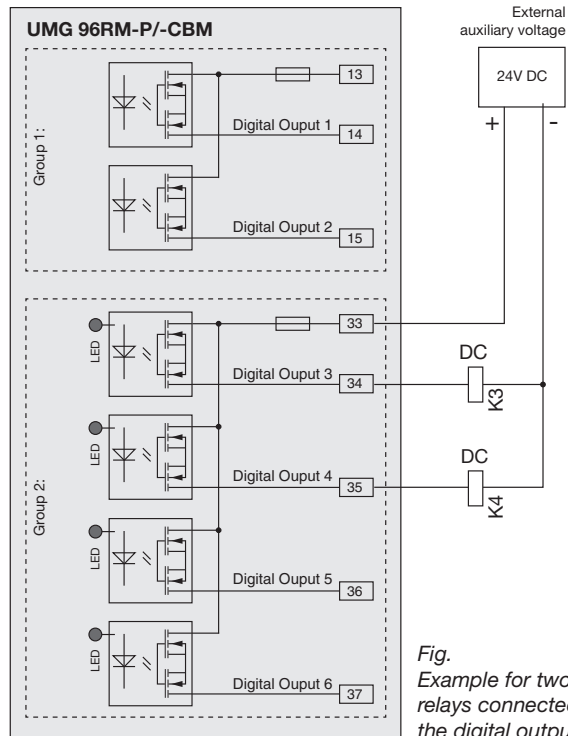 External
auxiliary voltage
24V DC
+ -
UMG 96RM-P/-CBM
Group 1:
13
Digital Ouput 1
14
Digital Ouput 2
15
Group 2:
LED
33
Digital Ouput 3
34
DC
K3
LED
Digital Ouput 4
35
DC
K4
LED
Digital Ouput 5
36
LED
Digital Ouput 6
37
Fig.
Example for two
relays connected
the digital output